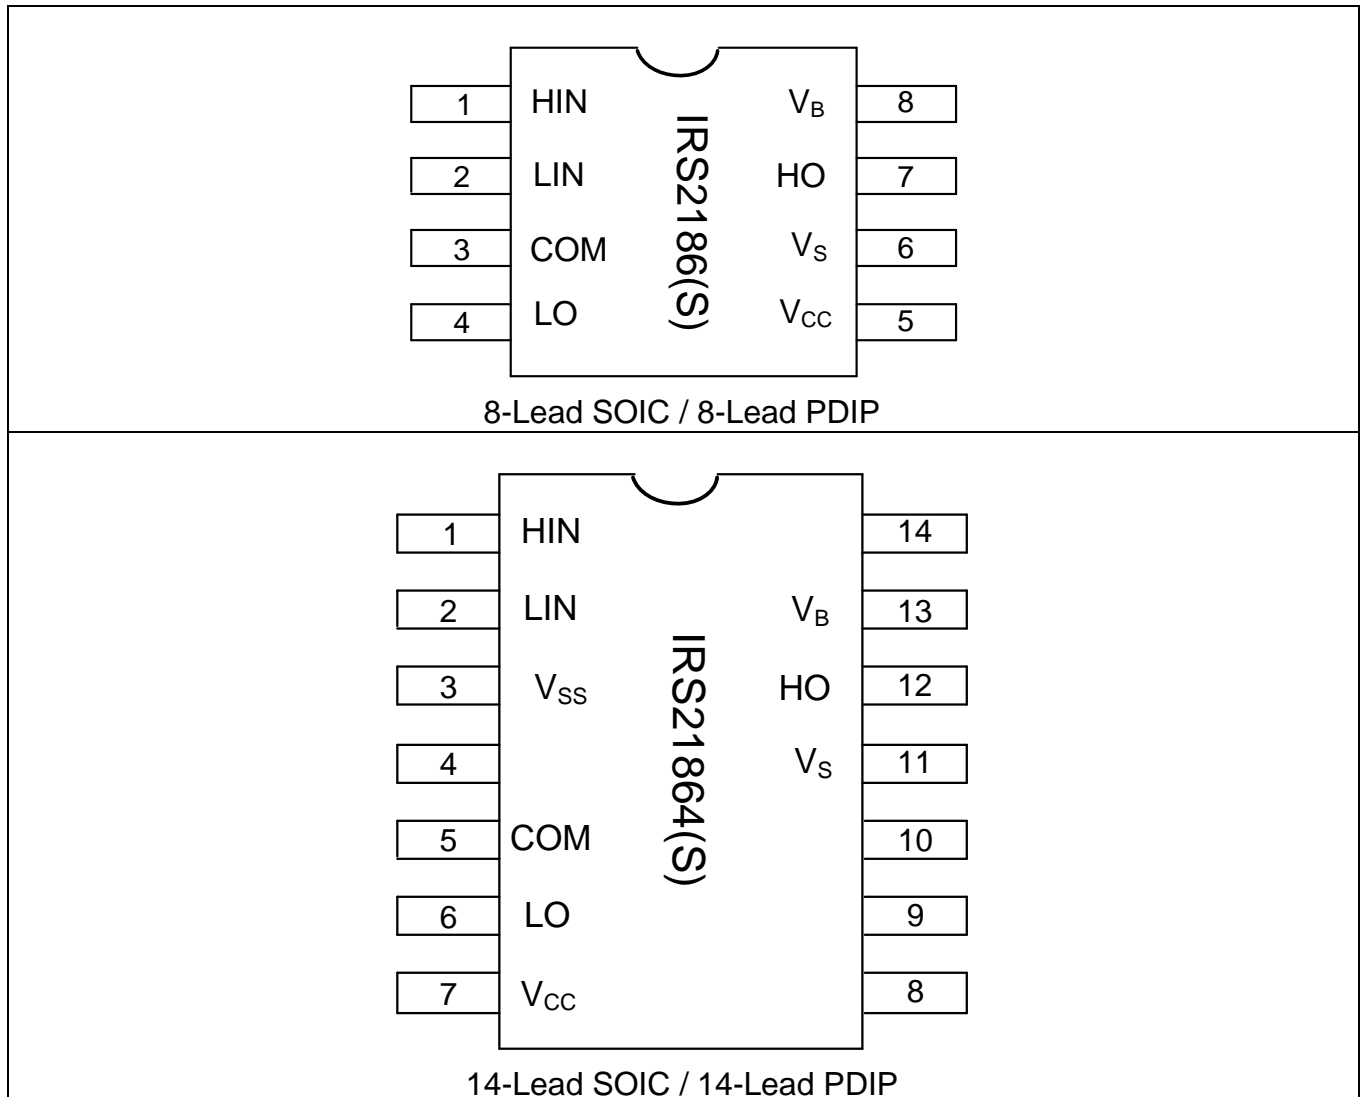 1 HIN V_B 8
2 LIN HO 7
3 COM V_S 6
4 LO V_CC 5
IRS2186(S)
8-Lead SOIC / 8-Lead PDIP
1 HIN 14
2 LIN V_B 13
3 V_SS HO 12
4 V_S 11
5 COM 10
6 LO 9
7 V_CC 8
IRS21864(S)
14-Lead SOIC / 14-Lead PDIP